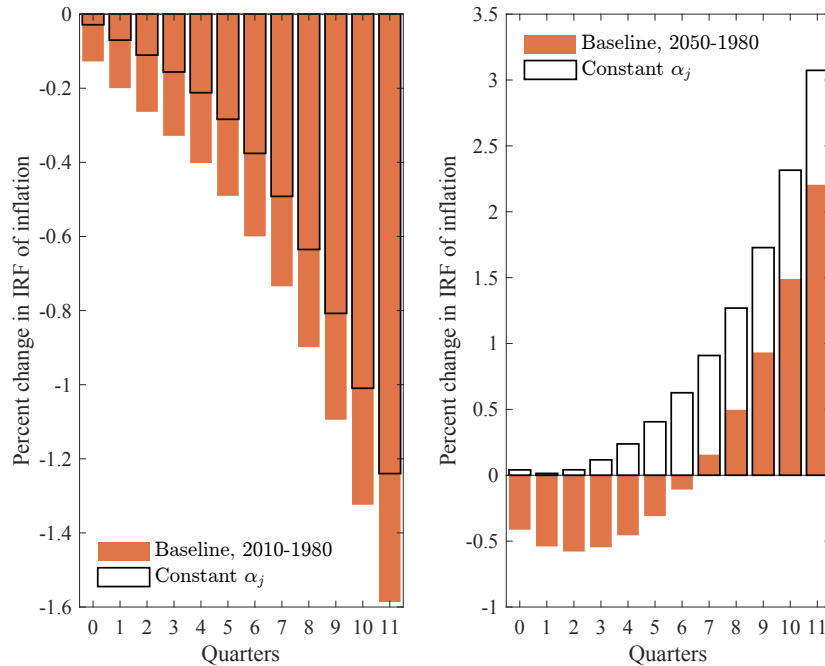 0
-0.2
-0.4
-0.6
-0.8
-1
-1.2
-1.4
-1.6
Percent change in IRF of inflation
Baseline, 2010-1980
Constant αj
0 1 2 3 4 5 6 7 8 9 10 11
Quarters
3.5
3
2.5
2
1.5
1
0.5
0
-0.5
-1
Percent change in IRF of inflation
Baseline, 2050-1980
Constant αj
0 1 2 3 4 5 6 7 8 9 10 11
Quarters